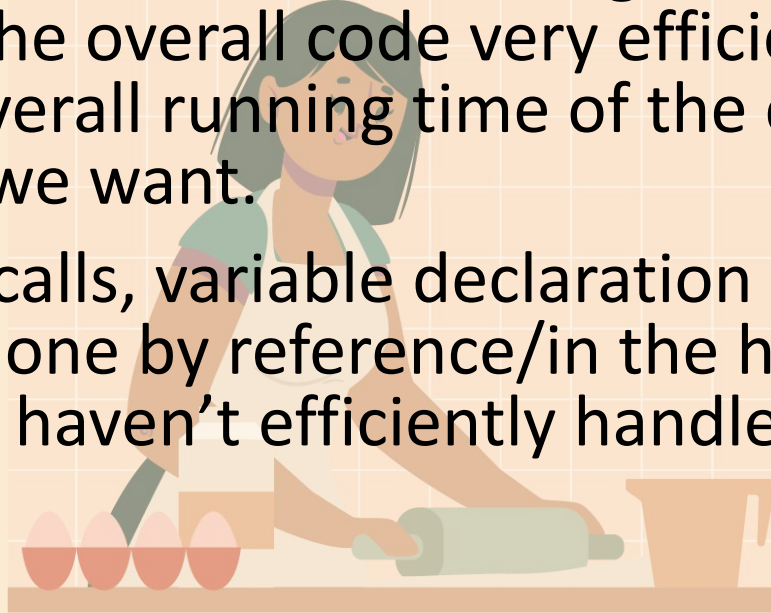 he overall code very effici
verall running time of the
we want.
calls, variable declaration
one by reference/in the h
haven’t efficiently handle